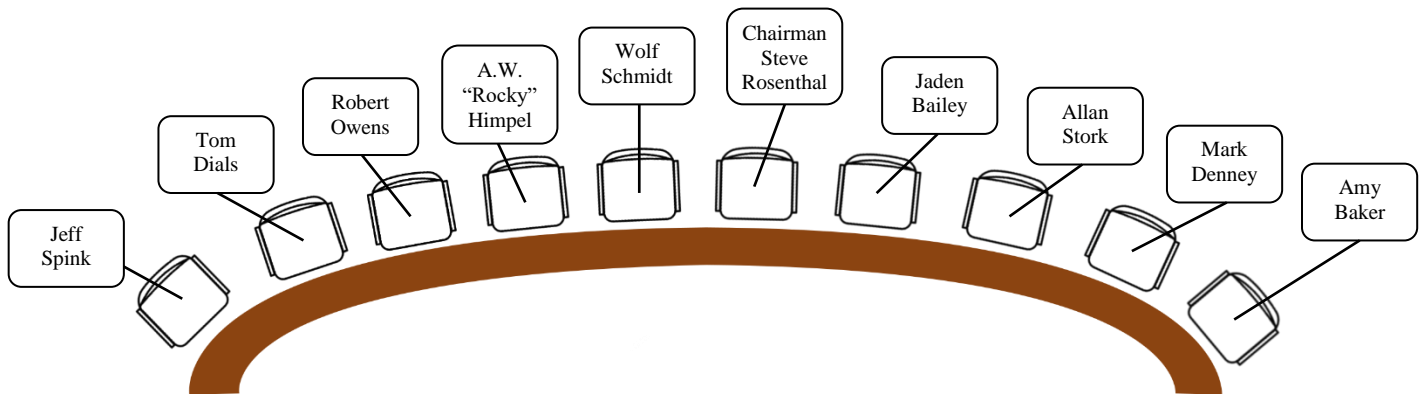 Jeff
Spink
Tom
Dials
Robert
Owens
A.W.
“Rocky”
Himpel
Wolf
Schmidt
Chairman
Steve
Rosenthal
Jaden
Bailey
Allan
Stork
Mark
Denney
Amy
Baker